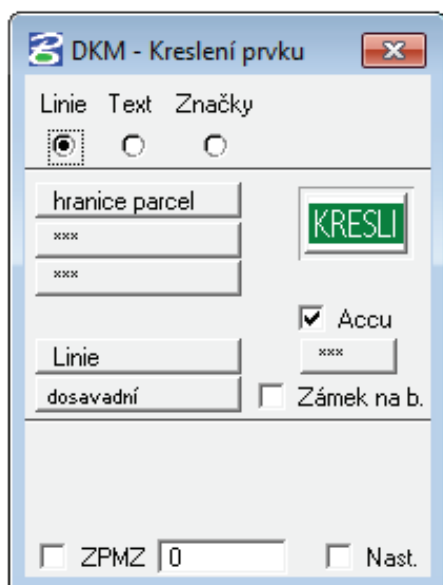 DKM - Kreslení prvku
Linie Text Značky
hranice parcel
KRESLI
***
***
Accu
Linie
***
dosavadní
Zámek na b.
ZPMZ 0 Nast.